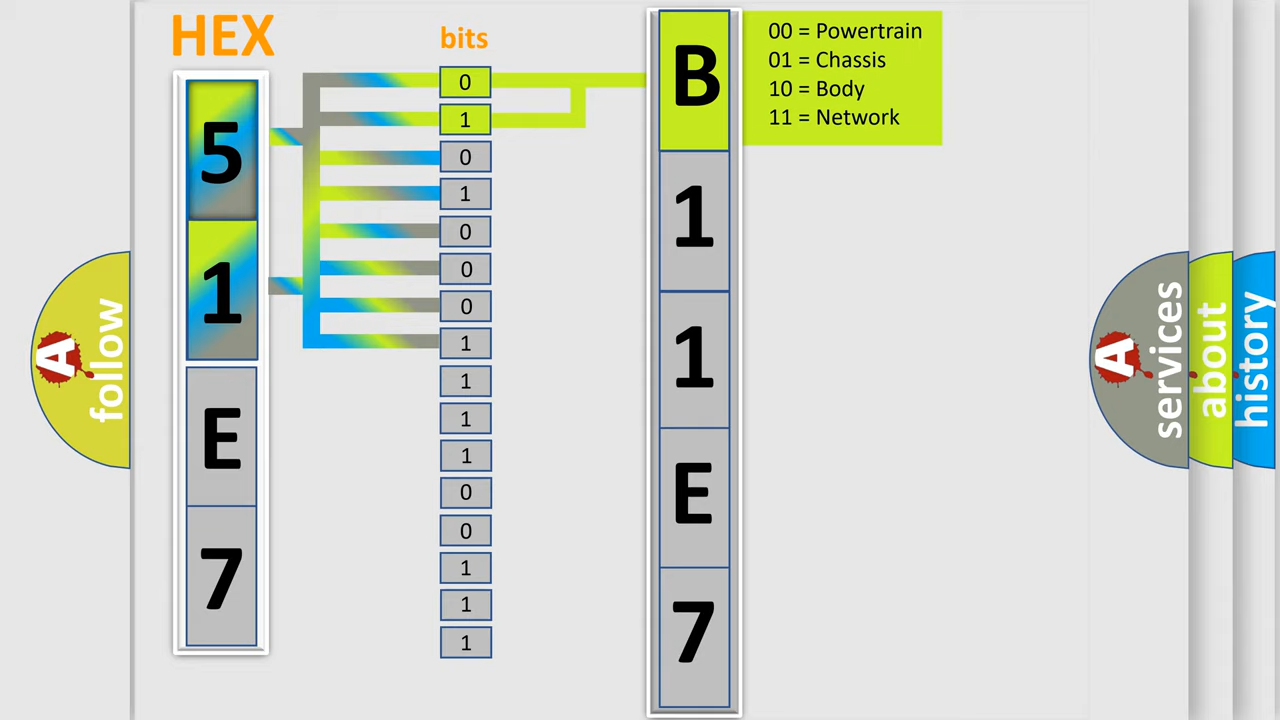 HEX
bits
5
1
E
7
0
1
0
1
0
0
0
1
1
1
1
0
0
1
1
1
B
1
1
E
7
00 = Powertrain
01 = Chassis
10 = Body
11 = Network
A follow
A services
about
history